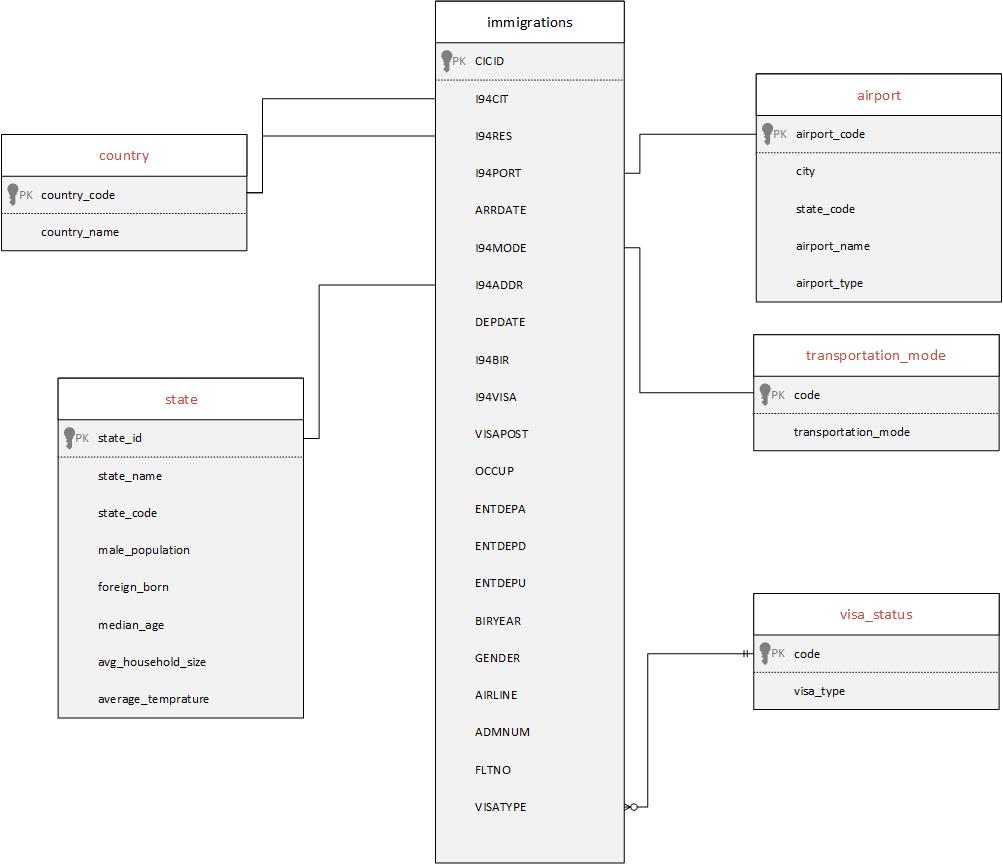 immigrations
PK CICID
I94CIT
I94RES
I94PORT
ARRDATE
I94MODE
I94ADDR
DEPDATE
I94BIR
I94VISA
VISAPOST
OCCUP
ENTDEPA
ENTDEPD
ENTDEPU
BIRYEAR
GENDER
AIRLINE
ADMNUM
FLTNO
VISATYPE
country
PK country_code
country_name
state
PK state_id
state_name
state_code
male_population
foreign_born
median_age
avg_household_size
average_temprature
airport
PK airport_code
city
state_code
airport_name
airport_type
transportation_mode
PK code
transportation_mode
visa_status
PK code
visa_type